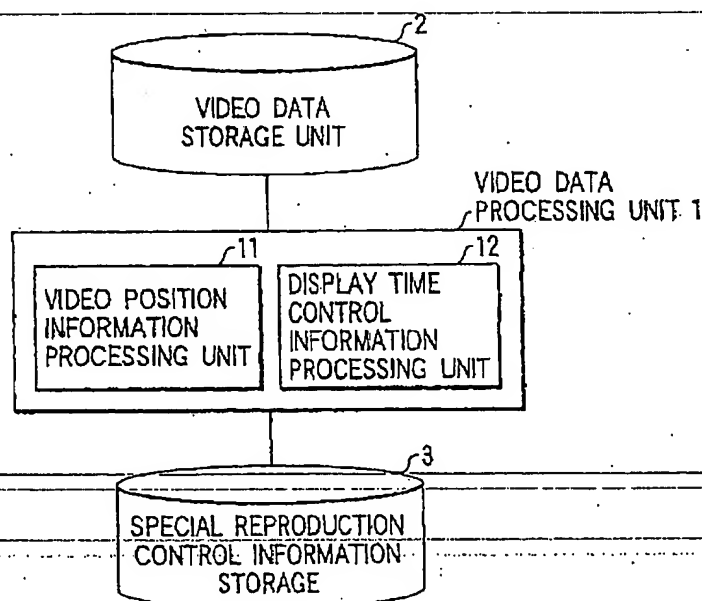 2
VIDEO DATA
STORAGE UNIT
VIDEO DATA
PROCESSING UNIT 1
11
12
VIDEO POSITION
INFORMATION
PROCESSING UNIT
DISPLAY TIME
CONTROL
INFORMATION
PROCESSING UNIT
3
SPECIAL REPRODUCTION
CONTROL INFORMATION
STORAGE